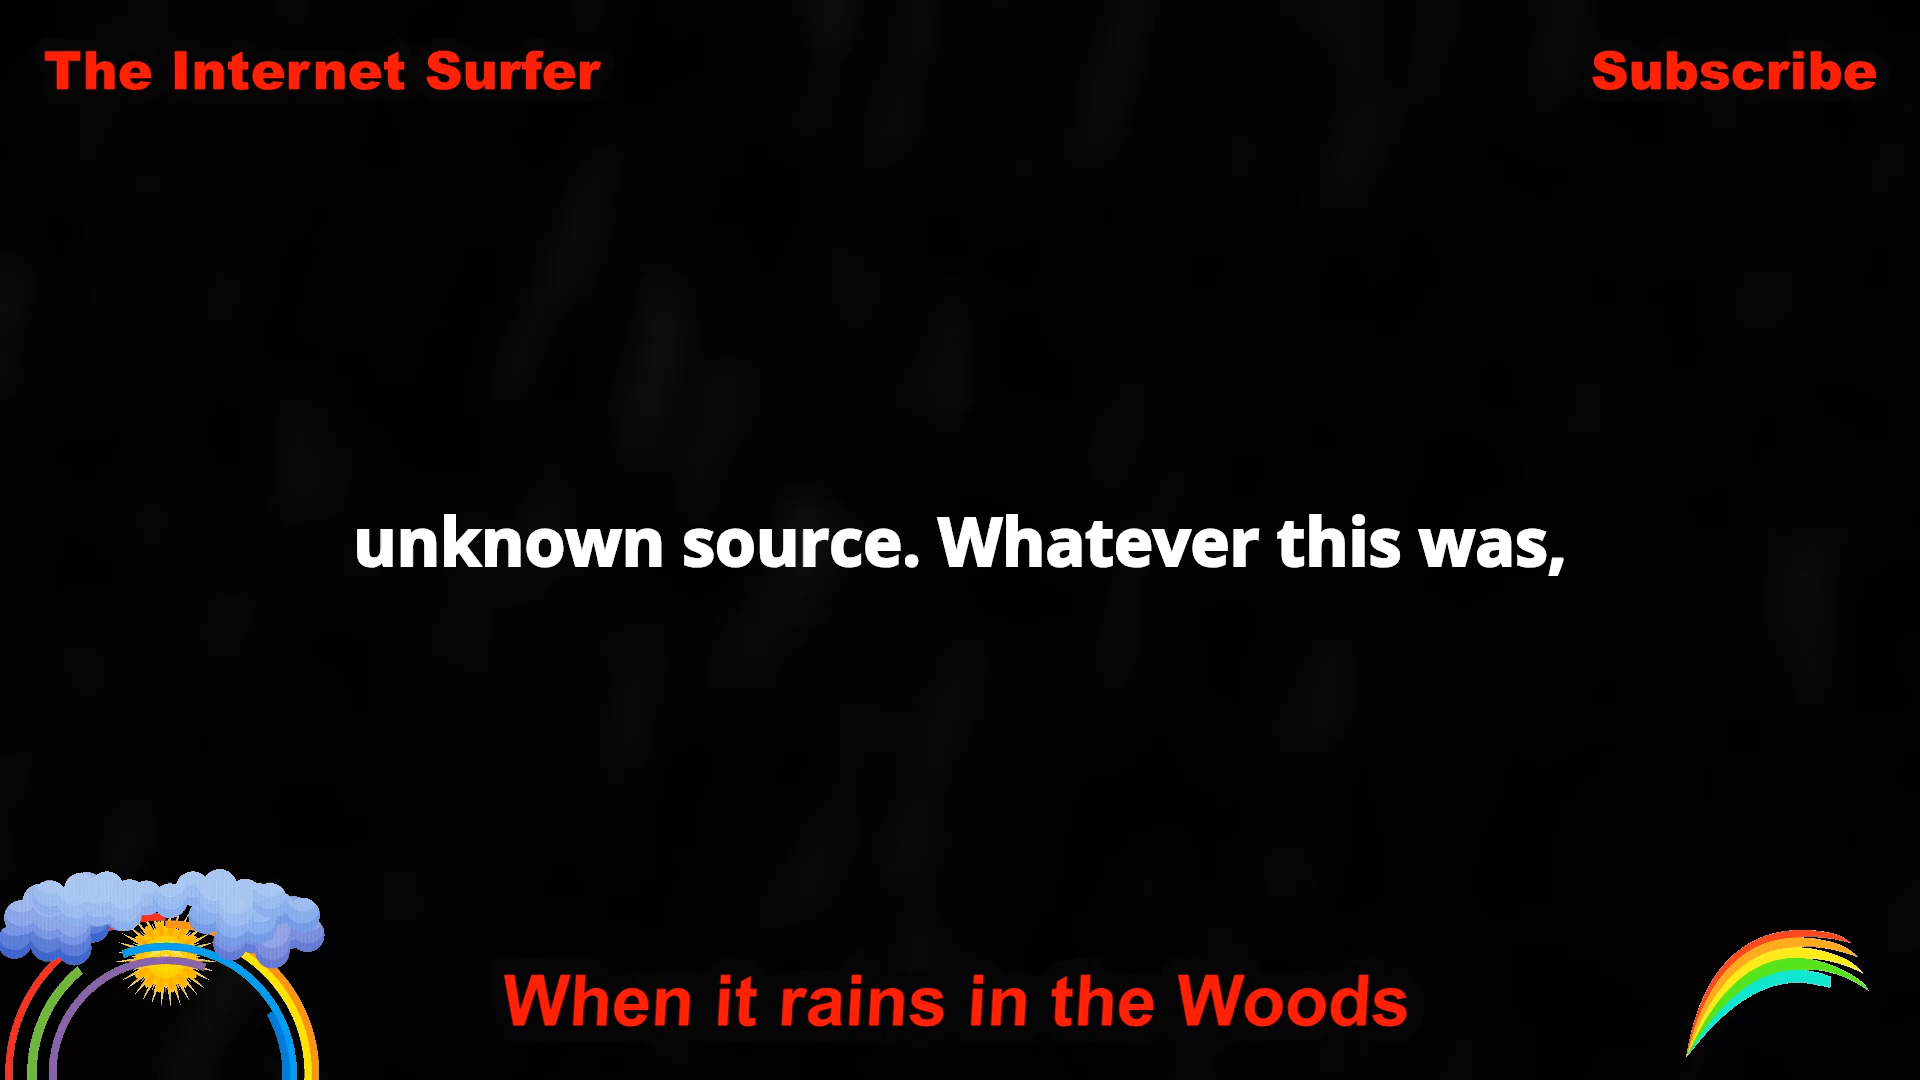 The Internet Surfer
Subscribe
unknown source. Whatever this was,
When it rains in the Woods